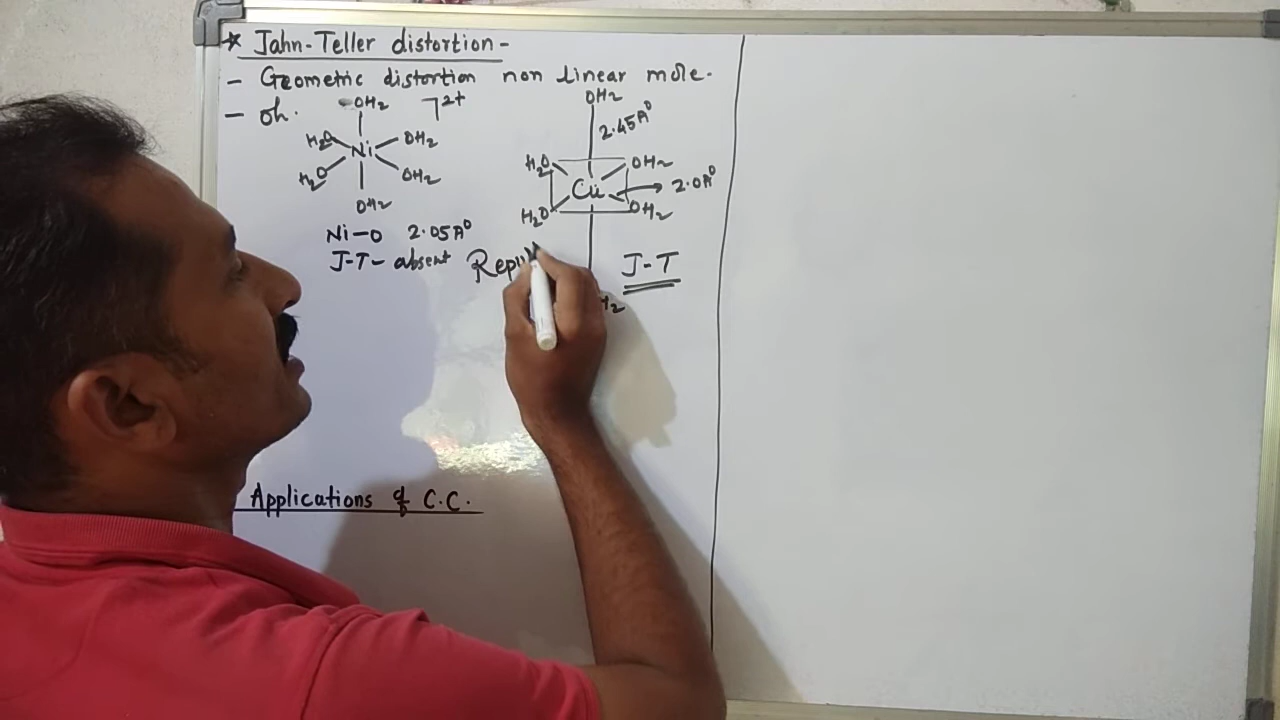 * Jahn-Teller distortion-
- Geometric distortion non linear mole.
- oh.
OH2 ]2+
H2O OH2
Ni
H2O OH2
OH2
Ni-O 2.05A°
J-T- absent
OH2
2.45A°
H2O OH2
Cu 2.0A°
H2O OH2
J-T
H2
Applications of C.C.